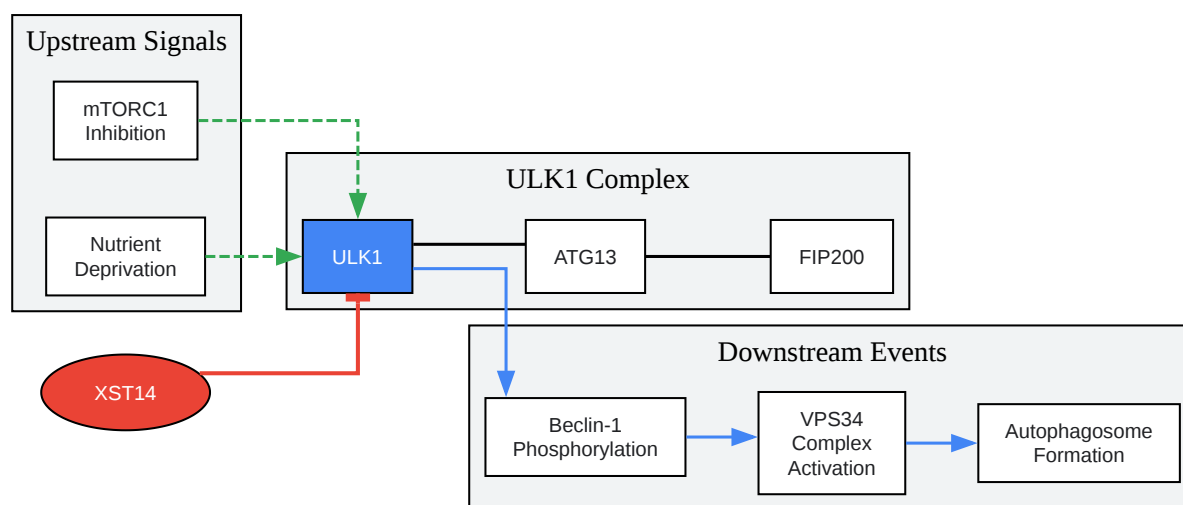 Upstream Signals
mTORC1
Inhibition
Nutrient
Deprivation
XST14
ULK1 Complex
ULK1
ATG13
FIP200
Downstream Events
Beclin-1
Phosphorylation
VPS34
Complex
Activation
Autophagosome
Formation